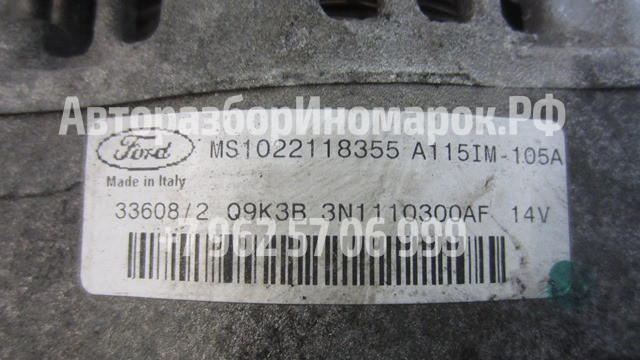 АвторазборИномарок.РФ
Ford MS1022118355 A115IM-105A
Made in Italy
33608/2 Q9K3B 3N1110300AF 14V
+7 962 57 06 999